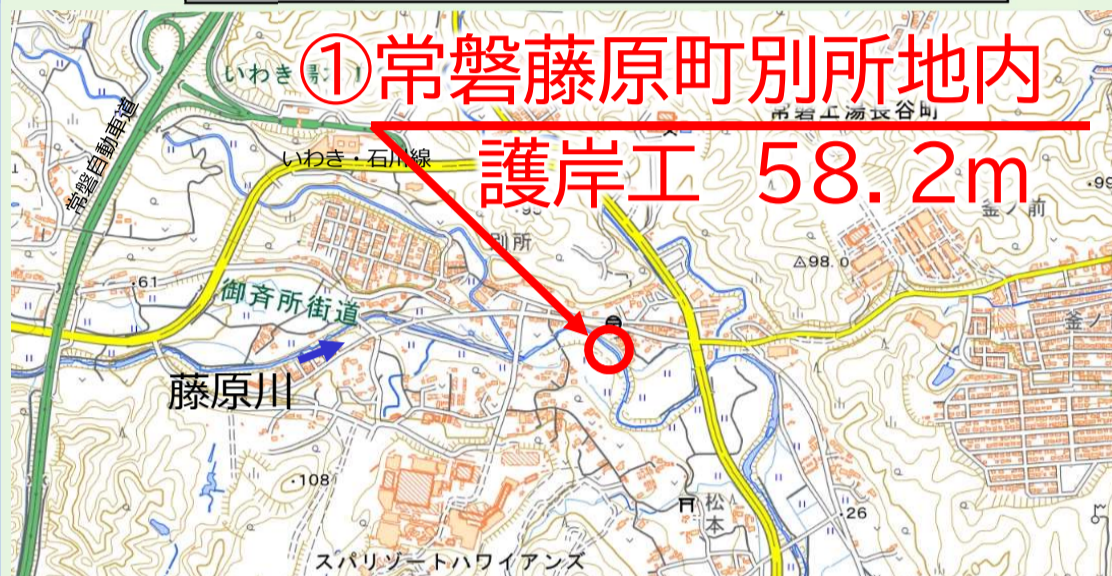 ①常磐藤原町別所地内
護岸工 58.2m
常磐上湯長谷町
常磐自動車道
いわき・石川線
別所
釜ノ前
98.0
61
御斉所街道
藤原川
108
松本
26
スパリゾートハワイアンズ